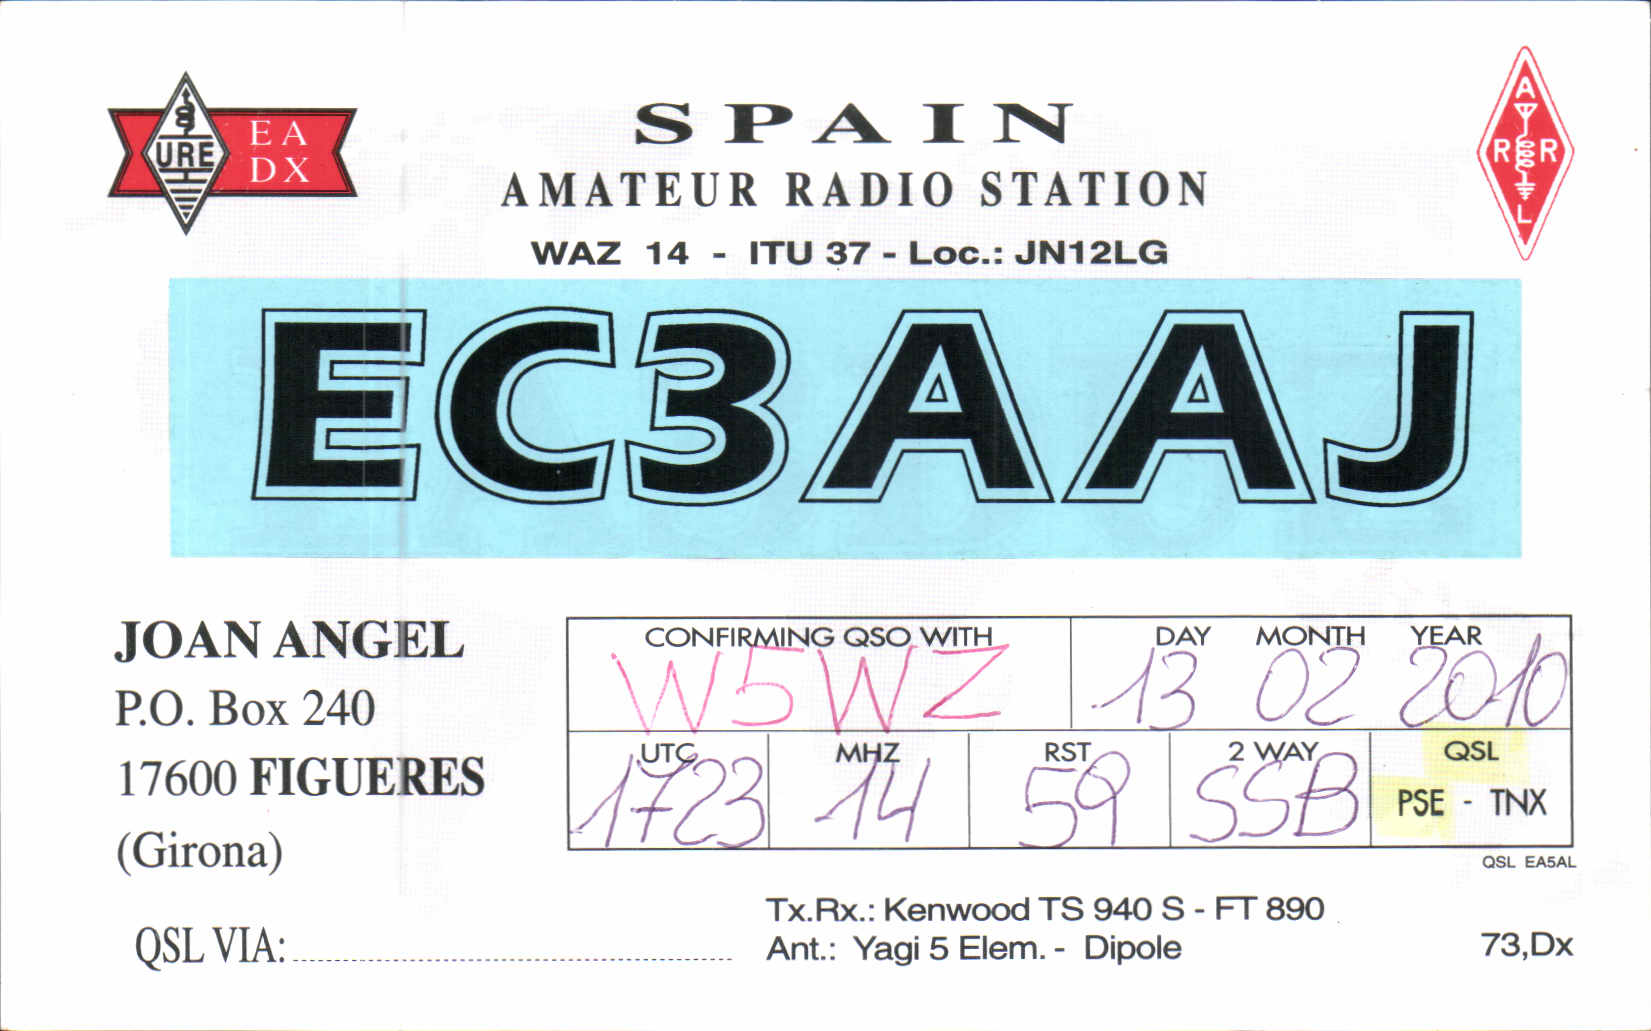 URE
EA
DX
SPAIN
AMATEUR RADIO STATION
WAZ 14 - ITU 37 - Loc.: JN12LG
A
R R
L
EC3AAJ
JOAN ANGEL
P.O. Box 240
17600 FIGUERES
(Girona)
QSL VIA:
CONFIRMING QSO WITH DAY MONTH YEAR
W5WZ 13 02 2010
UTC MHZ RST 2 WAY QSL
1723 14 59 SSB PSE - TNX
QSL EA5AL
Tx.Rx.: Kenwood TS 940 S - FT 890
Ant.: Yagi 5 Elem. - Dipole
73,Dx